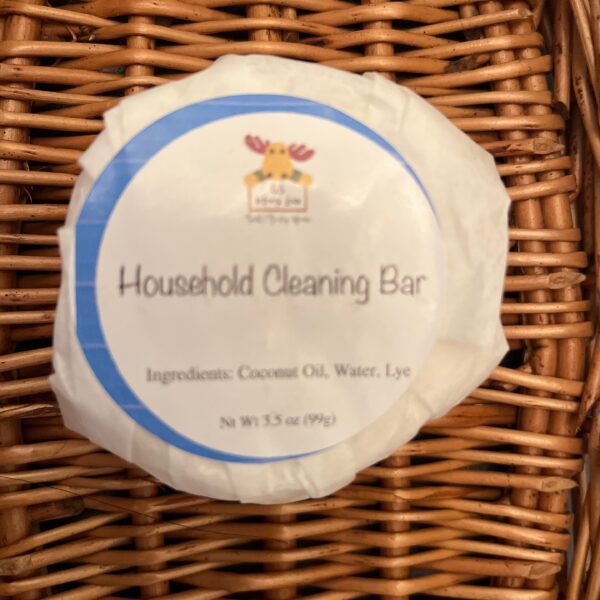 Household Cleaning Bar
Ingredients: Coconut Oil, Water, Lye
Nt Wt 3.5 oz (99g)